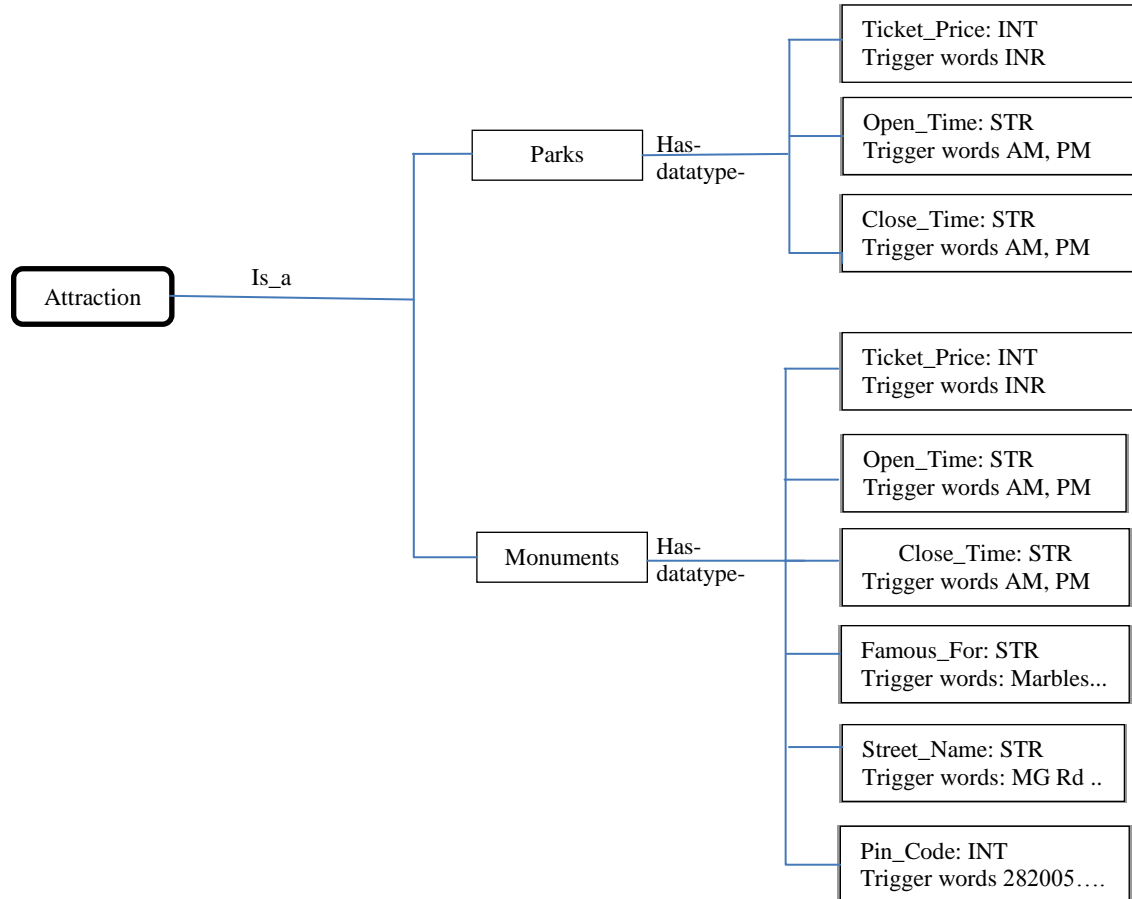 Attraction
Is_a
Parks
Has-
datatype-
Ticket_Price: INT
Trigger words INR
Open_Time: STR
Trigger words AM, PM
Close_Time: STR
Trigger words AM, PM
Monuments
Has-
datatype-
Ticket_Price: INT
Trigger words INR
Open_Time: STR
Trigger words AM, PM
Close_Time: STR
Trigger words AM, PM
Famous_For: STR
Trigger words: Marbles...
Street_Name: STR
Trigger words: MG Rd ..
Pin_Code: INT
Trigger words 282005….